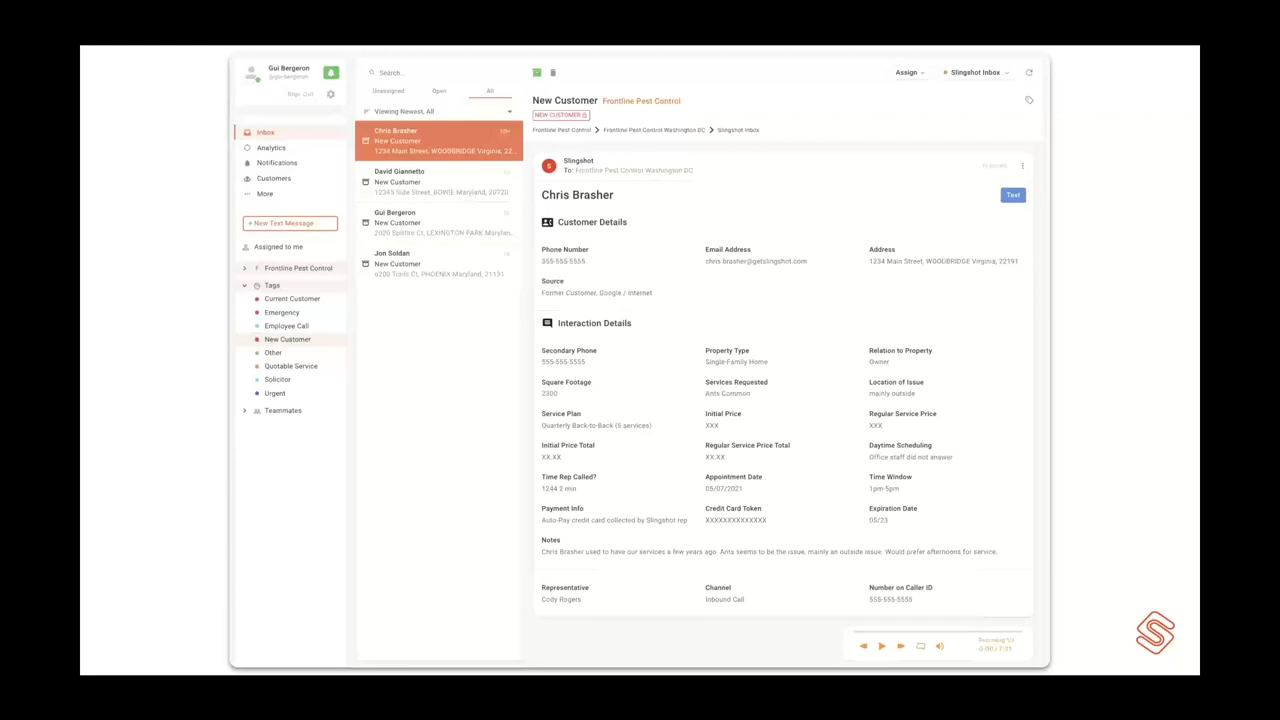 Gui Bergeron
@gui-bergeron
Sign Out
Inbox
Analytics
Notifications
Customers
More
+ New Text Message
Assigned to me
F Frontline Pest Control
Tags
Current Customer
Emergency
Employee Call
New Customer
Other
Quotable Service
Solicitor
Urgent
Teammates
Search...
Unassigned Open All
Viewing Newest, All
Chris Brasher
New Customer
1234 Main Street, WOODBRIDGE Virginia, 22...
David Giannetto
New Customer
12345 Side Street, BOWIE Maryland, 20720
Gui Bergeron
New Customer
2020 Spitfire Ct, LEXINGTON PARK Marylan...
Jon Soldan
New Customer
6200 Trails Ct, PHOENIX Maryland, 21131
Assign Slingshot Inbox
New Customer Frontline Pest Control
NEW CUSTOMER
Frontline Pest Control > Frontline Pest Control Washington DC > Slingshot Inbox
S Slingshot
To: Frontline Pest Control Washington DC
Chris Brasher Text
Customer Details
Phone Number Email Address Address
555-555-5555 chris.brasher@getslingshot.com 1234 Main Street, WOODBRIDGE Virginia, 22191
Source
Former Customer, Google / Internet
Interaction Details
Secondary Phone Property Type Relation to Property
555-555-5555 Single-Family Home Owner
Square Footage Services Requested Location of Issue
2300 Ants Common mainly outside
Service Plan Initial Price Regular Service Price
Quarterly Back-to-Back (5 services) XXX XXX
Initial Price Total Regular Service Price Total Daytime Scheduling
XX.XX XX.XX Office staff did not answer
Time Rep Called? Appointment Date Time Window
1244 2 min 05/07/2021 1pm-5pm
Payment Info Credit Card Token Expiration Date
Auto-Pay credit card collected by Slingshot rep XXXXXXXXXXXXXX 05/23
Notes
Chris Brasher used to have our services a few years ago. Ants seems to be the issue, mainly an outside issue. Would prefer afternoons for service.
Representative Channel Number on Caller ID
Cody Rogers Inbound Call 555-555-5555